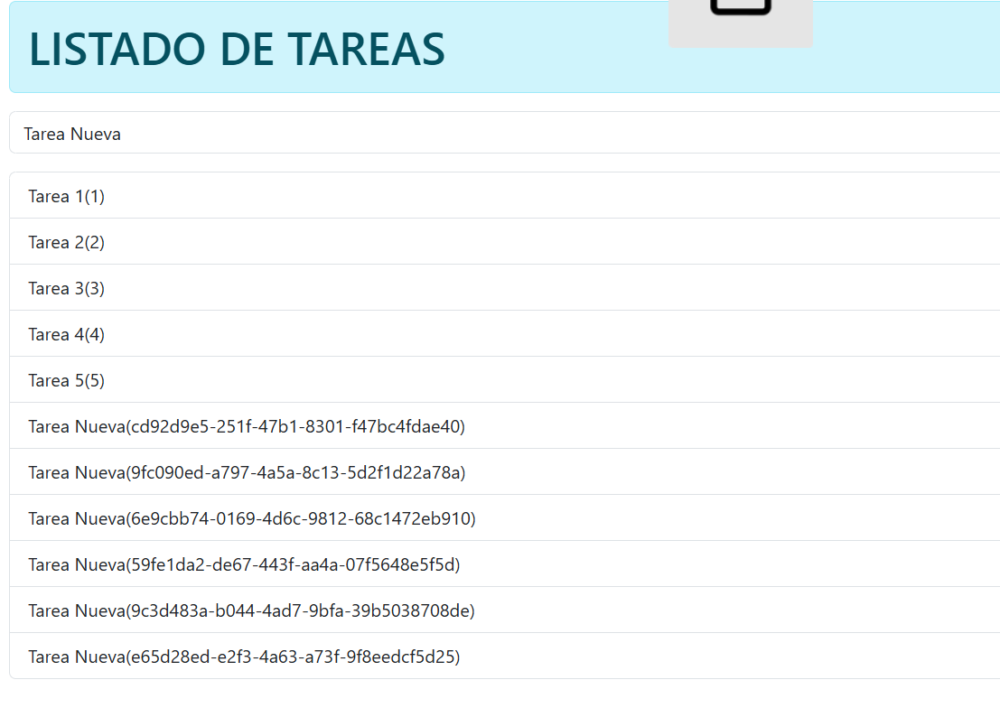 LISTADO DE TAREAS
Tarea Nueva
Tarea 1(1)
Tarea 2(2)
Tarea 3(3)
Tarea 4(4)
Tarea 5(5)
Tarea Nueva(cd92d9e5-251f-47b1-8301-f47bc4fdae40)
Tarea Nueva(9fc090ed-a797-4a5a-8c13-5d2f1d22a78a)
Tarea Nueva(6e9cbb74-0169-4d6c-9812-68c1472eb910)
Tarea Nueva(59fe1da2-de67-443f-aa4a-07f5648e5f5d)
Tarea Nueva(9c3d483a-b044-4ad7-9bfa-39b5038708de)
Tarea Nueva(e65d28ed-e2f3-4a63-a73f-9f8eedcf5d25)